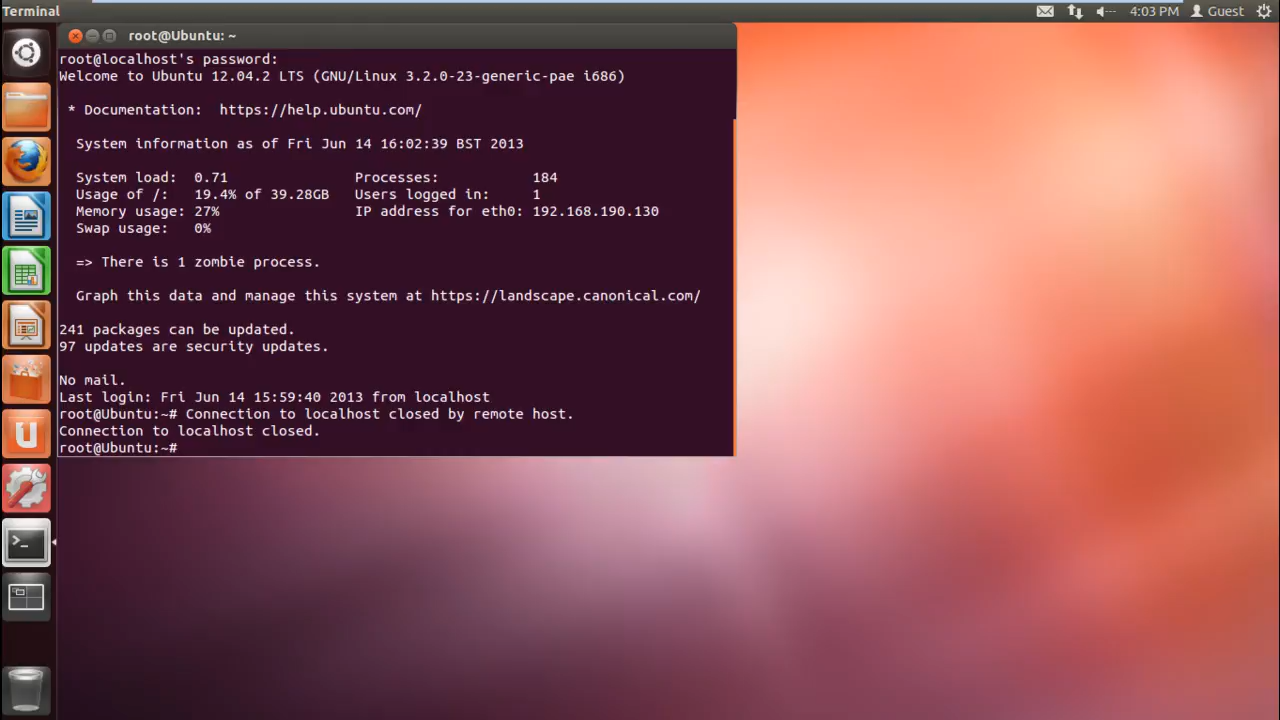 Terminal
4:03 PM Guest
root@Ubuntu: ~
root@localhost's password:
Welcome to Ubuntu 12.04.2 LTS (GNU/Linux 3.2.0-23-generic-pae i686)
* Documentation: https://help.ubuntu.com/
System information as of Fri Jun 14 16:02:39 BST 2013
System load: 0.71 Processes: 184
Usage of /: 19.4% of 39.28GB Users logged in: 1
Memory usage: 27% IP address for eth0: 192.168.190.130
Swap usage: 0%
=> There is 1 zombie process.
Graph this data and manage this system at https://landscape.canonical.com/
241 packages can be updated.
97 updates are security updates.
No mail.
Last login: Fri Jun 14 15:59:40 2013 from localhost
root@Ubuntu:~# Connection to localhost closed by remote host.
Connection to localhost closed.
root@Ubuntu:~#